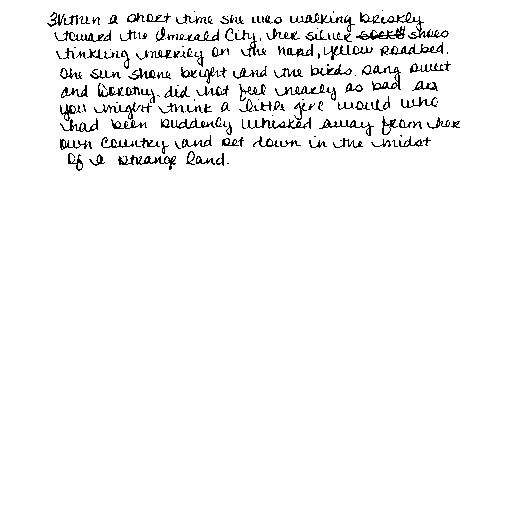 Within a short time she was walking briskly
toward the Emerald City, her silver shoes
tinkling merrily on the hard, yellow roadbed.
The sun shone bright and the birds sang sweet
and Dorothy did not feel nearly as bad as
you might think a little girl would who
had been suddenly whisked away from her
own country and set down in the midst
of a strange land.